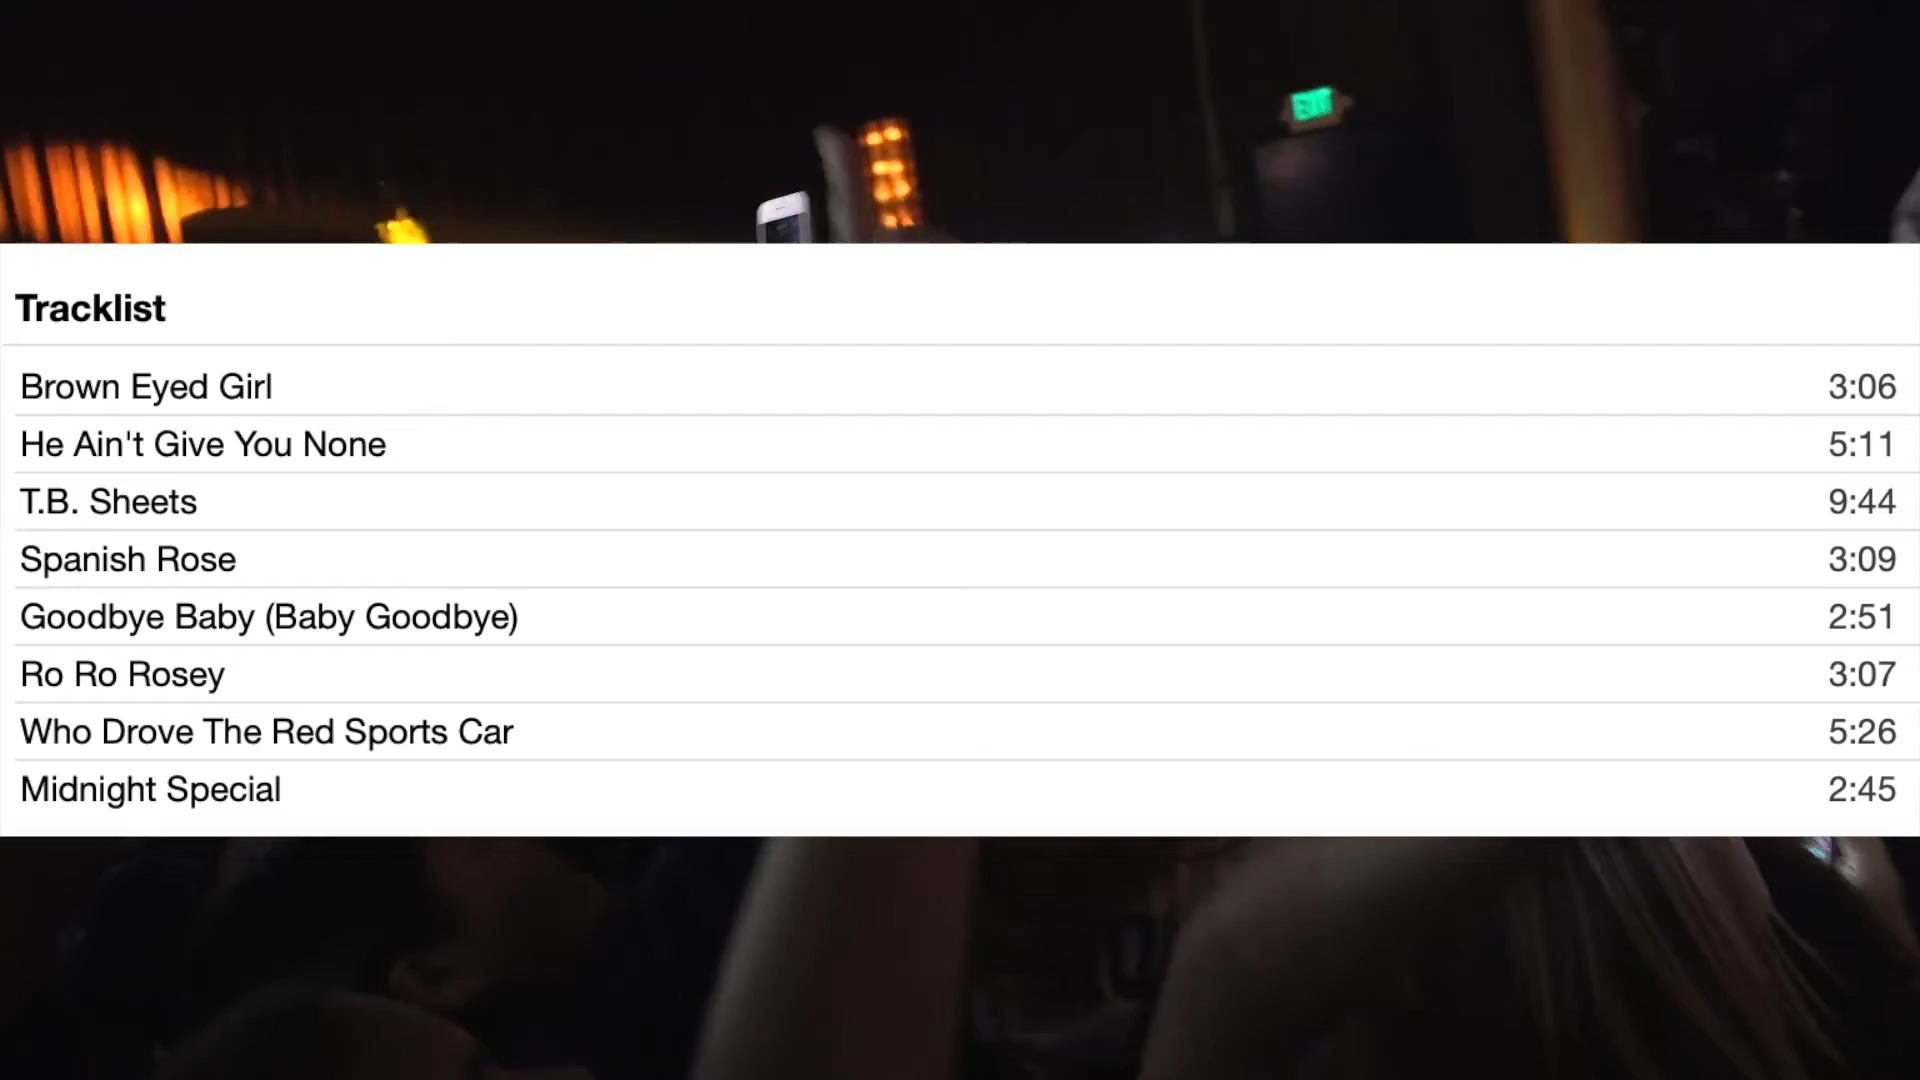 EXIT
Tracklist
Brown Eyed Girl 3:06
He Ain't Give You None 5:11
T.B. Sheets 9:44
Spanish Rose 3:09
Goodbye Baby (Baby Goodbye) 2:51
Ro Ro Rosey 3:07
Who Drove The Red Sports Car 5:26
Midnight Special 2:45